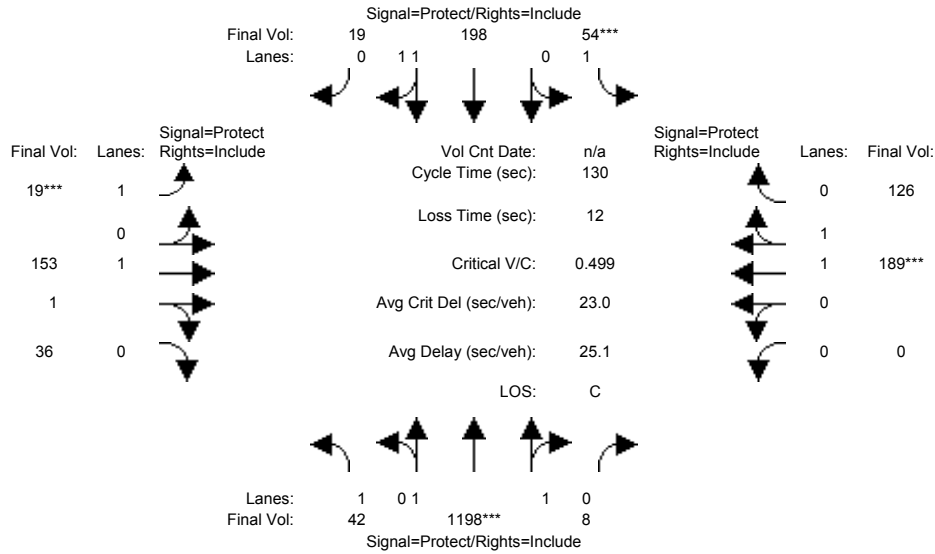 Signal=Protect/Rights=Include
Final Vol: 19 198 54***
Lanes: 0 1 1 0 1
Signal=Protect Signal=Protect
Final Vol: Lanes: Rights=Include Vol Cnt Date: n/a Rights=Include Lanes: Final Vol:
Cycle Time (sec): 130
19*** 1 0 126
Loss Time (sec): 12
0 1
153 1 Critical V/C: 0.499 1 189***
1 Avg Crit Del (sec/veh): 23.0 0
36 0 Avg Delay (sec/veh): 25.1 0 0
LOS: C
Lanes: 1 0 1 1 0
Final Vol: 42 1198*** 8
Signal=Protect/Rights=Include